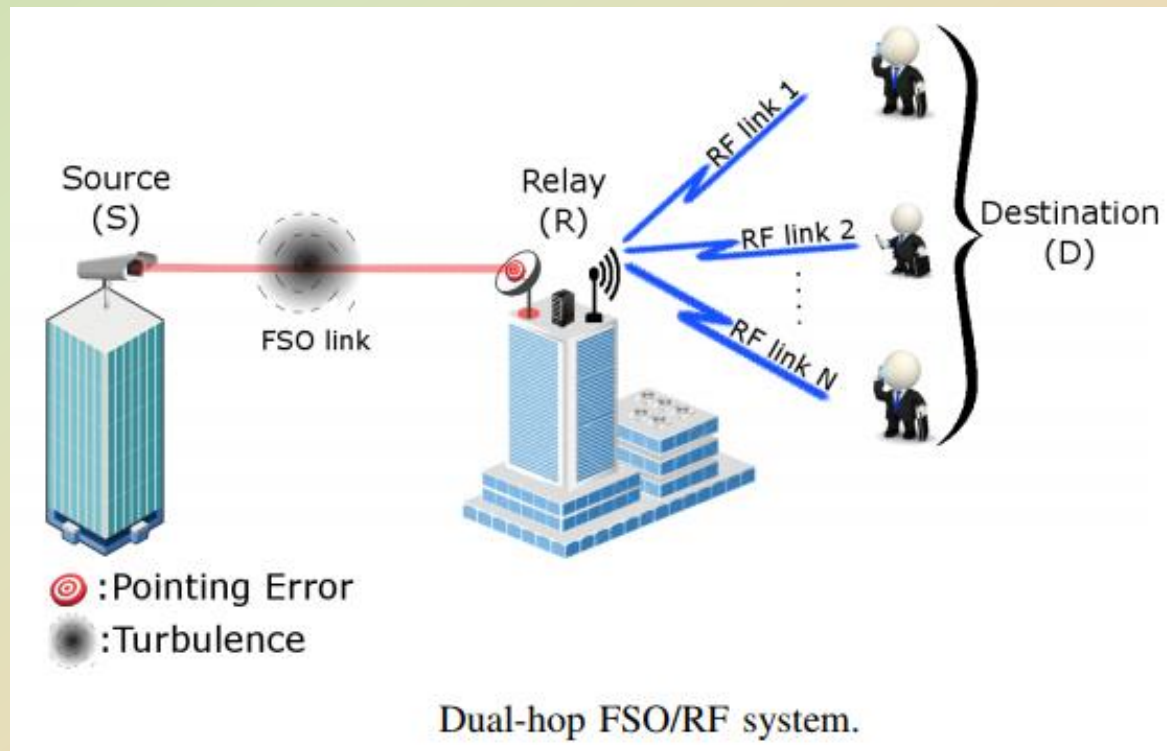 Source
(S)
FSO link
Relay
(R)
RF link 1
RF link 2
RF link N
Destination
(D)
:Pointing Error
:Turbulence
Dual-hop FSO/RF system.